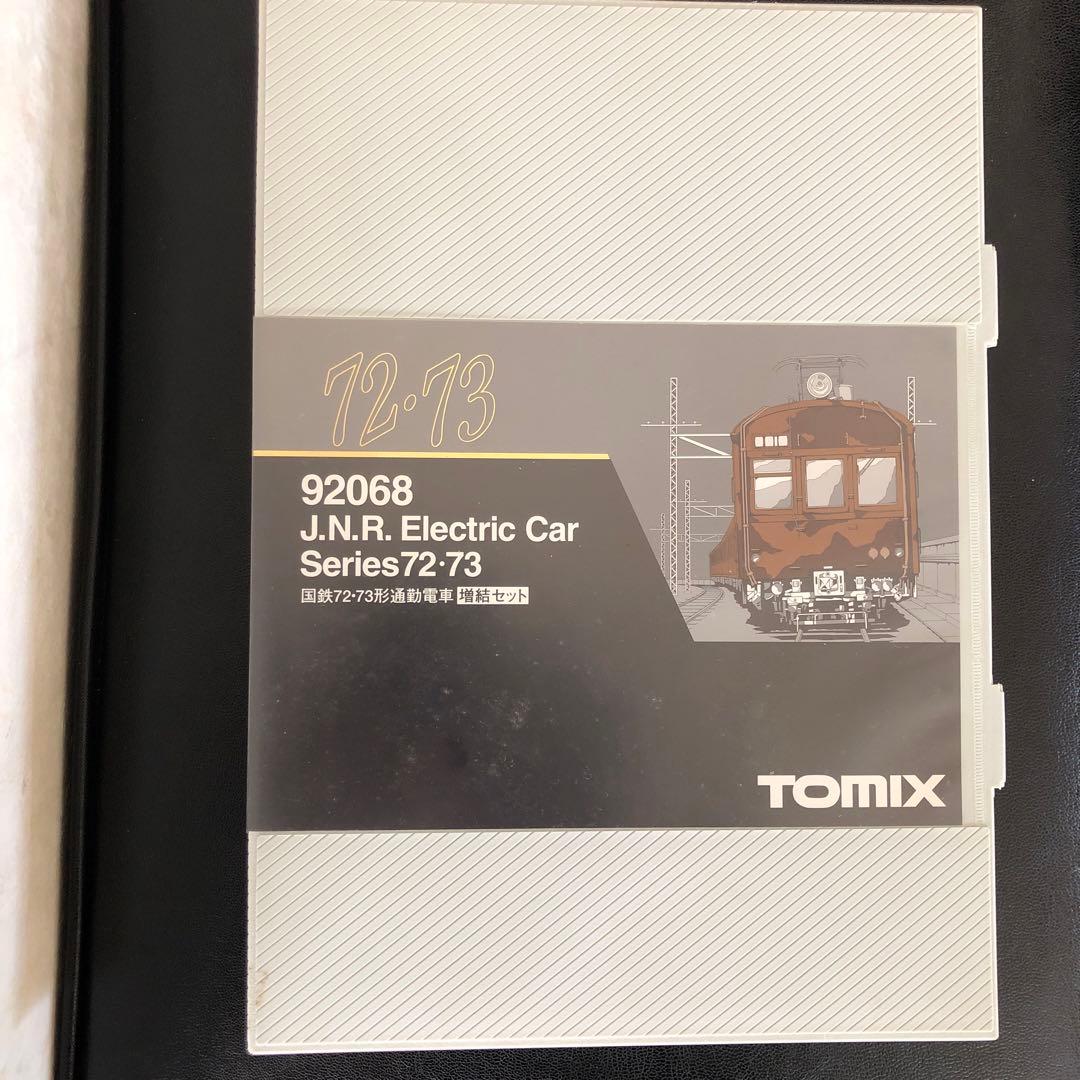 72・73
92068
J.N.R. Electric Car
Series72・73
国鉄72・73形通勤電車 増結セット
TOMIX